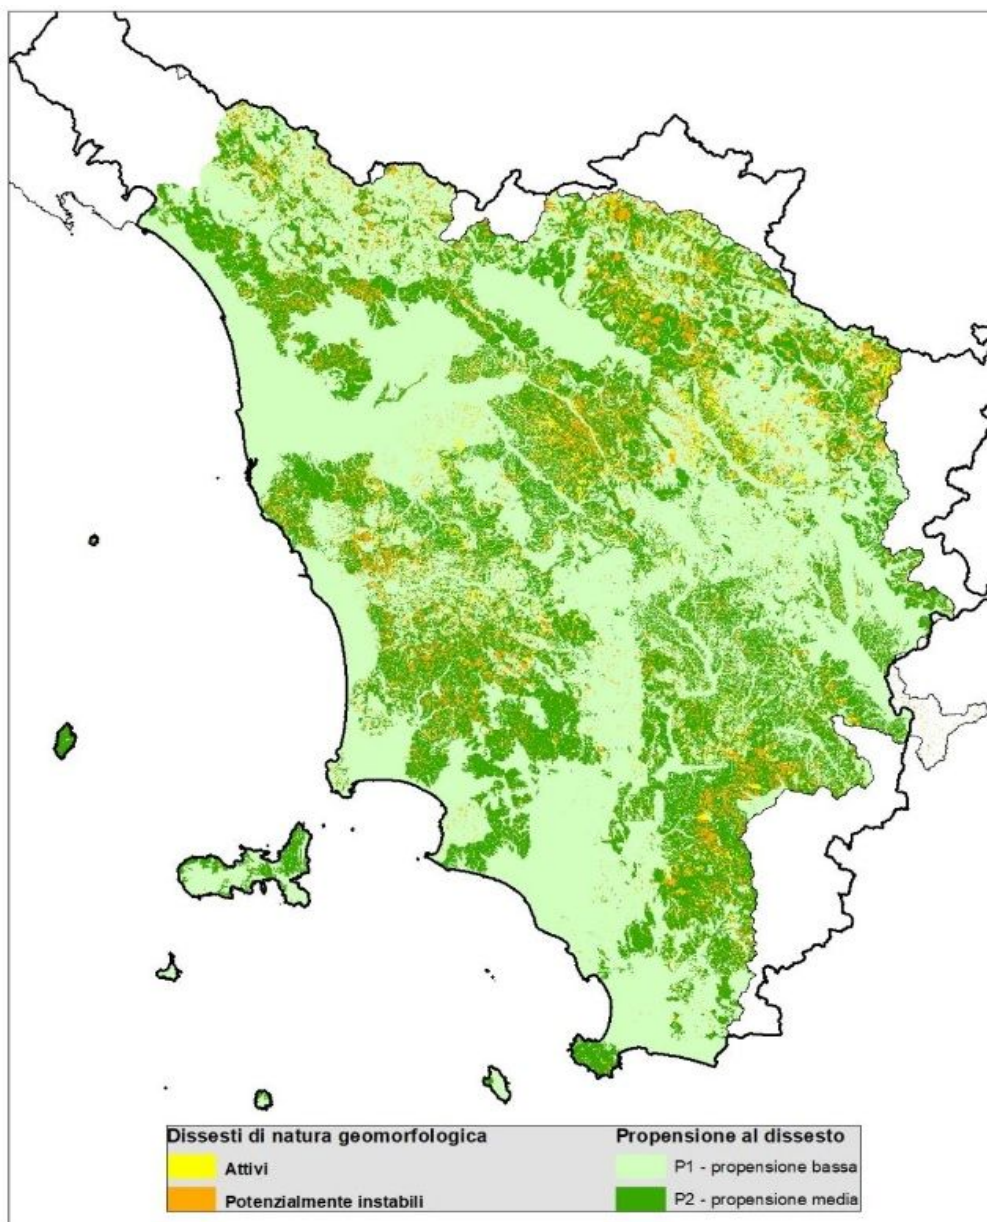 Dissesti di natura geomorfologica
Attivi
Potenzialmente instabili
Propensione al dissesto
P1 - propensione bassa
P2 - propensione media